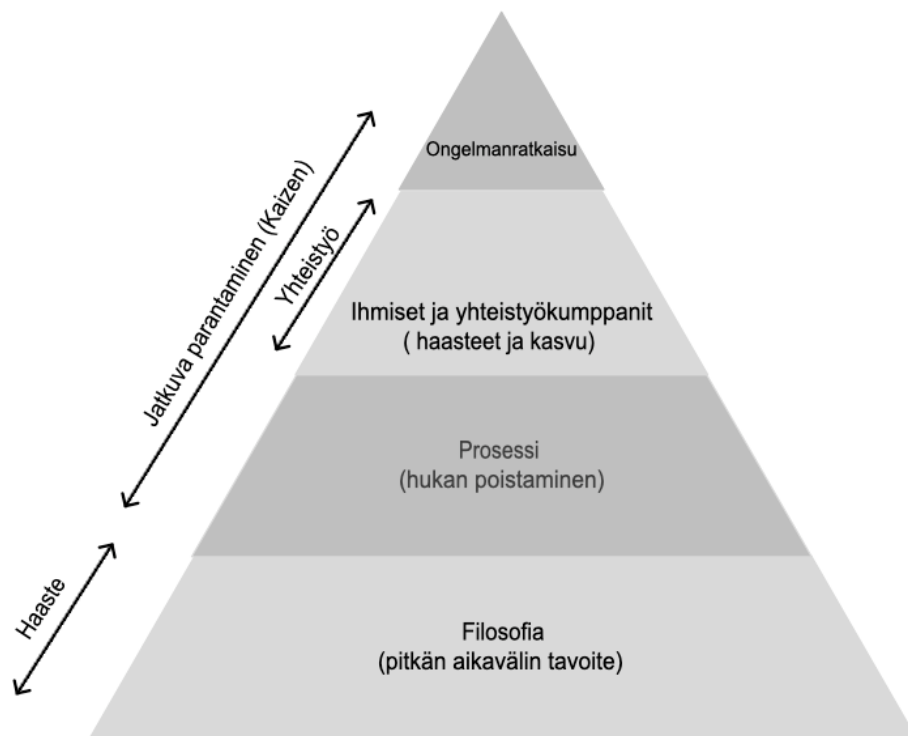 Ongelmanratkaisu
Jatkuva parantaminen (Kaizen)
Yhteistyö
Ihmiset ja yhteistyökumppanit
( haasteet ja kasvu)
Prosessi
(hukan poistaminen)
Haaste
Filosofia
(pitkän aikavälin tavoite)